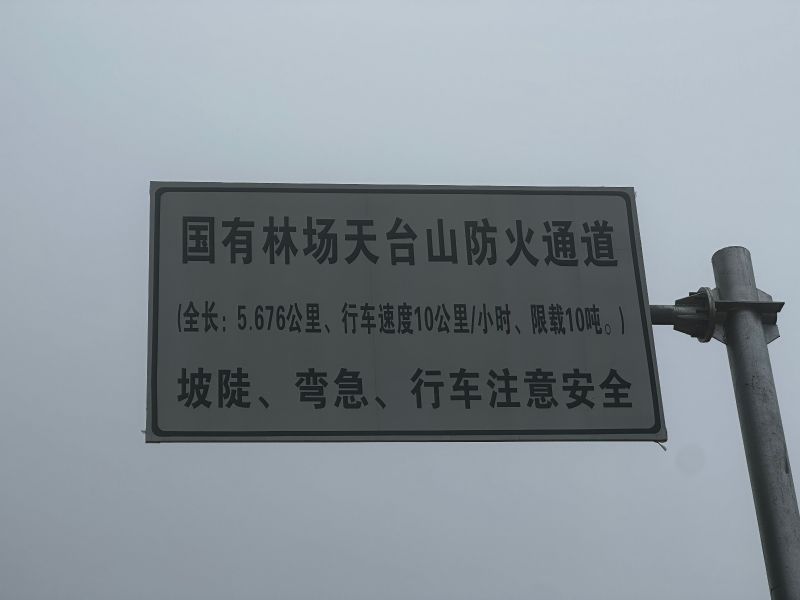 国有林场天台山防火通道
(全长：5.676公里、行车速度10公里/小时、限载10吨。)
坡陡、弯急、行车注意安全